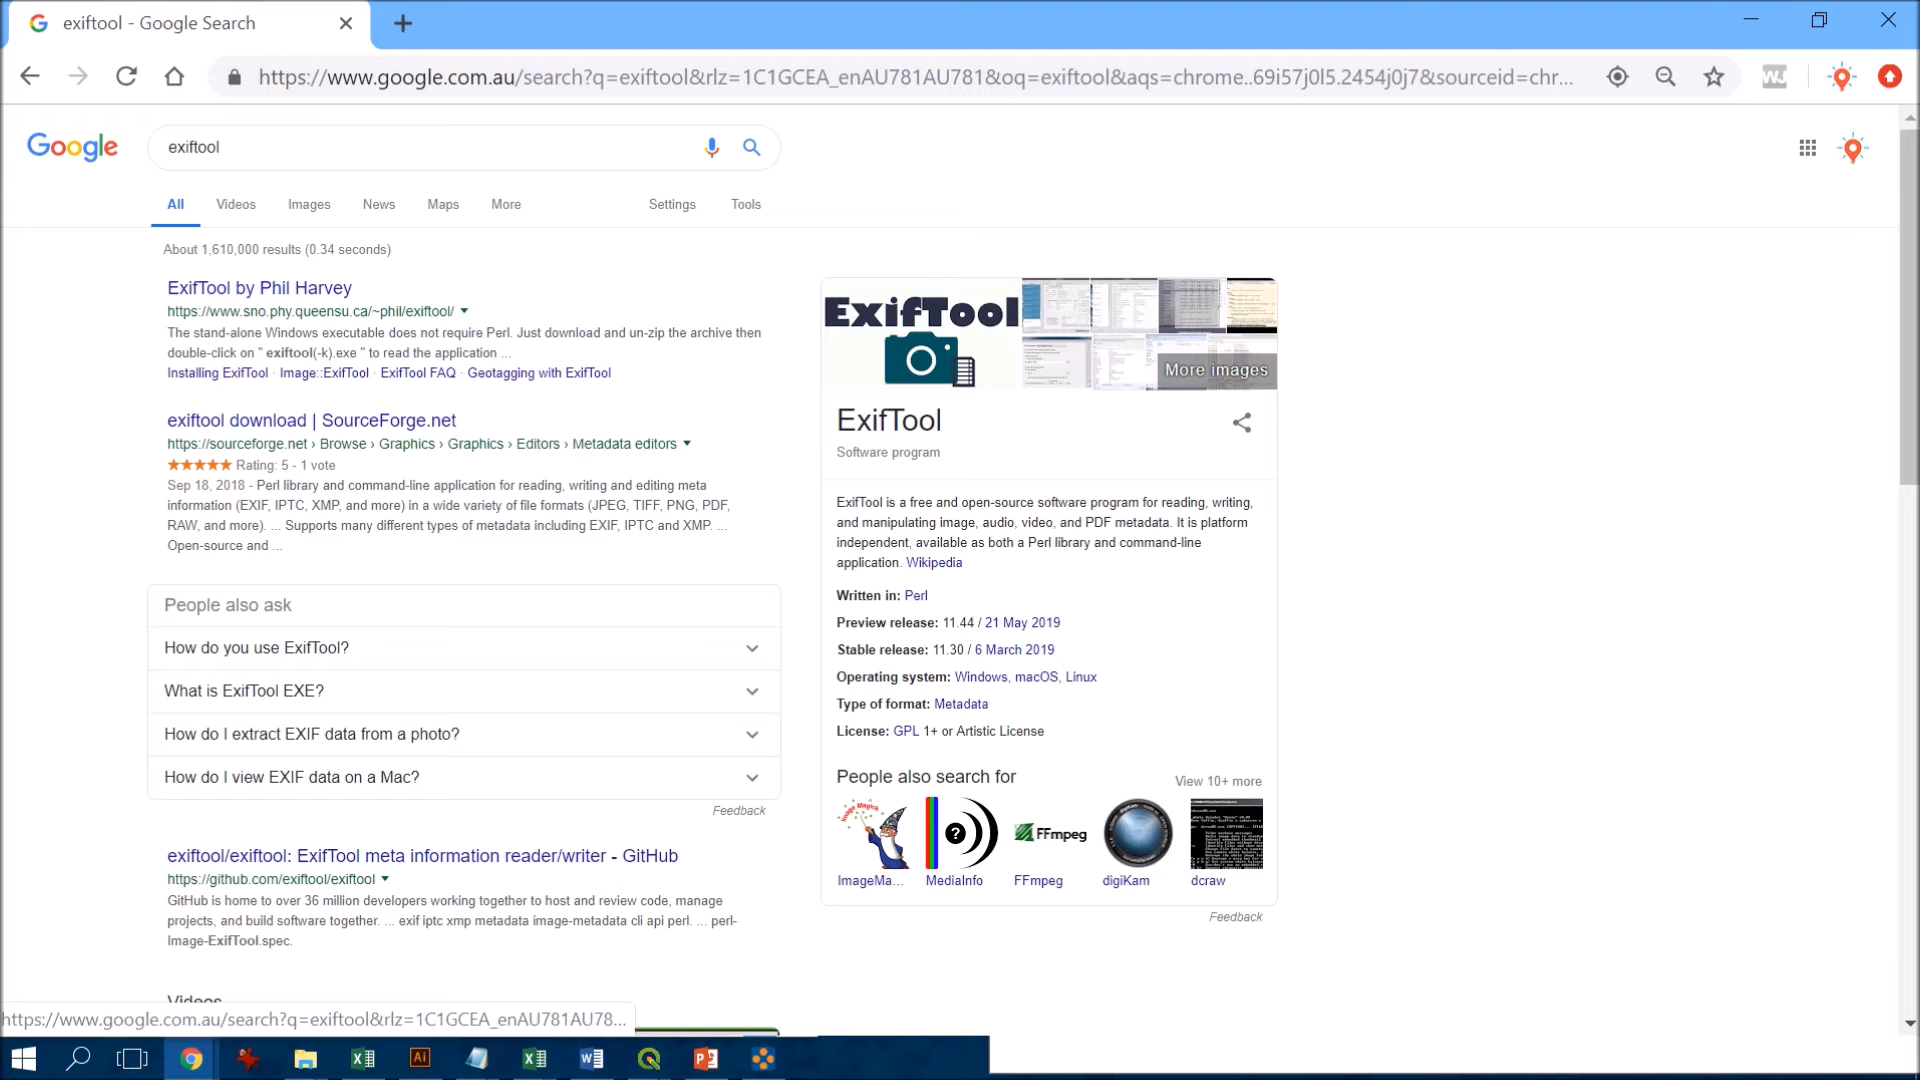 exiftool - Google Search
https://www.google.com.au/search?q=exiftool&rlz=1C1GCEA_enAU781AU781&oq=exiftool&aqs=chrome..69i57j0l5.2454j0j7&sourceid=chr...
WJ
Google
exiftool
All Videos Images News Maps More Settings Tools
About 1,610,000 results (0.34 seconds)
ExifTool by Phil Harvey
https://www.sno.phy.queensu.ca/~phil/exiftool/
The stand-alone Windows executable does not require Perl. Just download and un-zip the archive then
double-click on " exiftool(-k).exe " to read the application ...
Installing ExifTool · Image::ExifTool · ExifTool FAQ · Geotagging with ExifTool
exiftool download | SourceForge.net
https://sourceforge.net › Browse › Graphics › Graphics › Editors › Metadata editors
Rating: 5 - 1 vote
Sep 18, 2018 - Perl library and command-line application for reading, writing and editing meta
information (EXIF, IPTC, XMP, and more) in a wide variety of file formats (JPEG, TIFF, PNG, PDF,
RAW, and more). ... Supports many different types of metadata including EXIF, IPTC and XMP. ...
Open-source and ...
People also ask
How do you use ExifTool?
What is ExifTool EXE?
How do I extract EXIF data from a photo?
How do I view EXIF data on a Mac?
Feedback
exiftool/exiftool: ExifTool meta information reader/writer - GitHub
https://github.com/exiftool/exiftool
GitHub is home to over 36 million developers working together to host and review code, manage
projects, and build software together. ... exif iptc xmp metadata image-metadata cli api perl. ... perl-
Image-ExifTool.spec.
Videos
https://www.google.com.au/search?q=exiftool&rlz=1C1GCEA_enAU781AU78...
ExifTool
More images
ExifTool
Software program
ExifTool is a free and open-source software program for reading, writing,
and manipulating image, audio, video, and PDF metadata. It is platform
independent, available as both a Perl library and command-line
application. Wikipedia
Written in: Perl
Preview release: 11.44 / 21 May 2019
Stable release: 11.30 / 6 March 2019
Operating system: Windows, macOS, Linux
Type of format: Metadata
License: GPL 1+ or Artistic License
People also search for
View 10+ more
Image Magick
FFmpeg
ImageMa... MediaInfo FFmpeg digiKam dcraw
Feedback
Ai